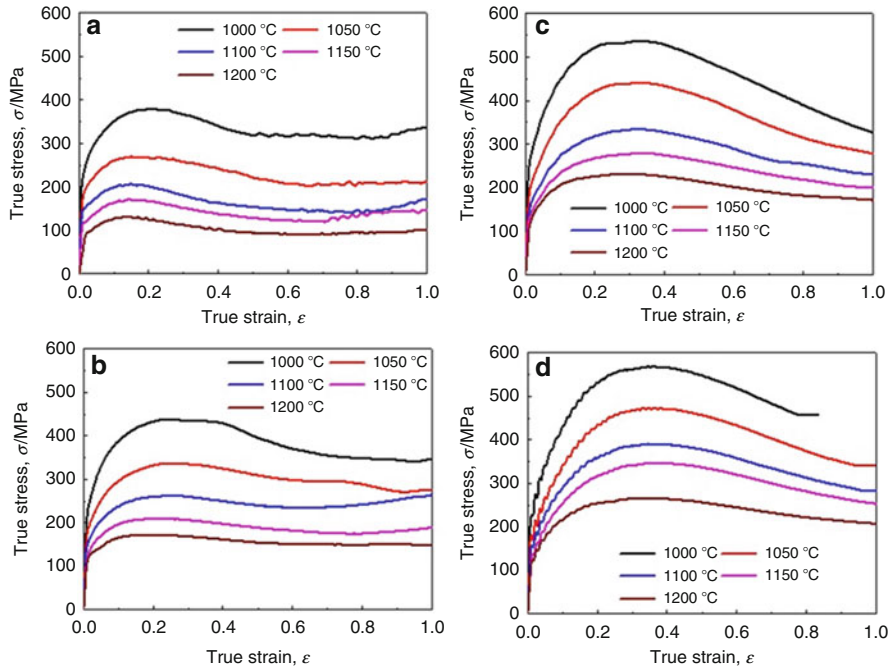 a
1000 °C
1050 °C
1100 °C
1150 °C
1200 °C
600
500
400
300
200
100
0
True stress, σ/MPa
0.0
0.2
0.4
0.6
0.8
1.0
True strain, ε
c
1000 °C
1050 °C
1100 °C
1150 °C
1200 °C
600
500
400
300
200
100
0
True stress, σ/MPa
0.0
0.2
0.4
0.6
0.8
1.0
True strain, ε
b
1000 °C
1050 °C
1100 °C
1150 °C
1200 °C
600
500
400
300
200
100
0
True stress, σ/MPa
0.0
0.2
0.4
0.6
0.8
1.0
True strain, ε
d
1000 °C
1050 °C
1100 °C
1150 °C
1200 °C
600
500
400
300
200
100
0
True stress, σ/MPa
0.0
0.2
0.4
0.6
0.8
1.0
True strain, ε